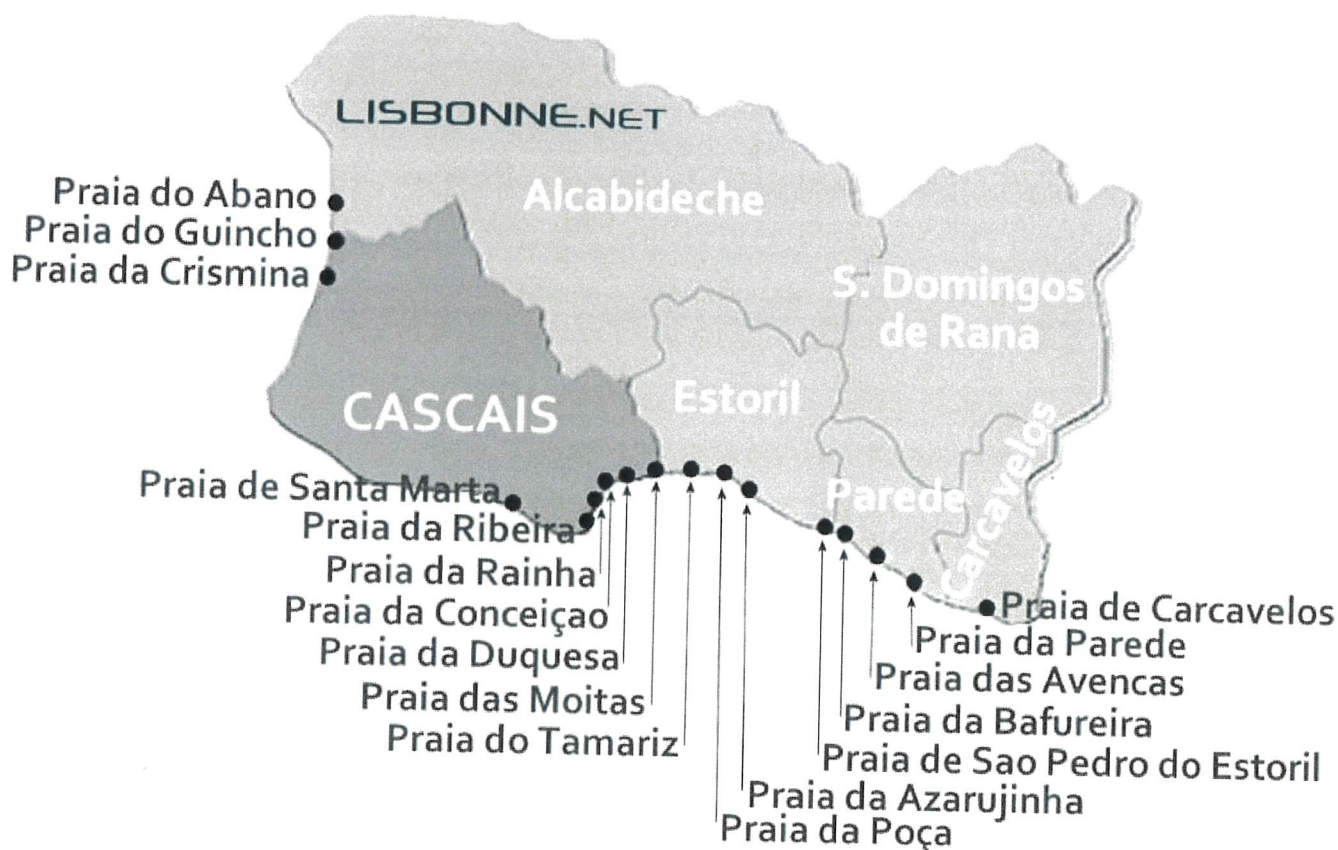 LISBONNE.NET
Praia do Abano
Alcabideche
Praia do Guincho
Praia da Crismina
S. Domingos
de Rana
CASCAIS
Estoril
Carcavelos
Parede
Praia de Santa Marta
Praia da Ribeira
Praia da Rainha
Praia da Conceiçao
Praia da Duquesa
Praia das Moitas
Praia do Tamariz
Praia de Carcavelos
Praia da Parede
Praia das Avencas
Praia da Bafureira
Praia de Sao Pedro do Estoril
Praia da Azarujinha
Praia da Poça